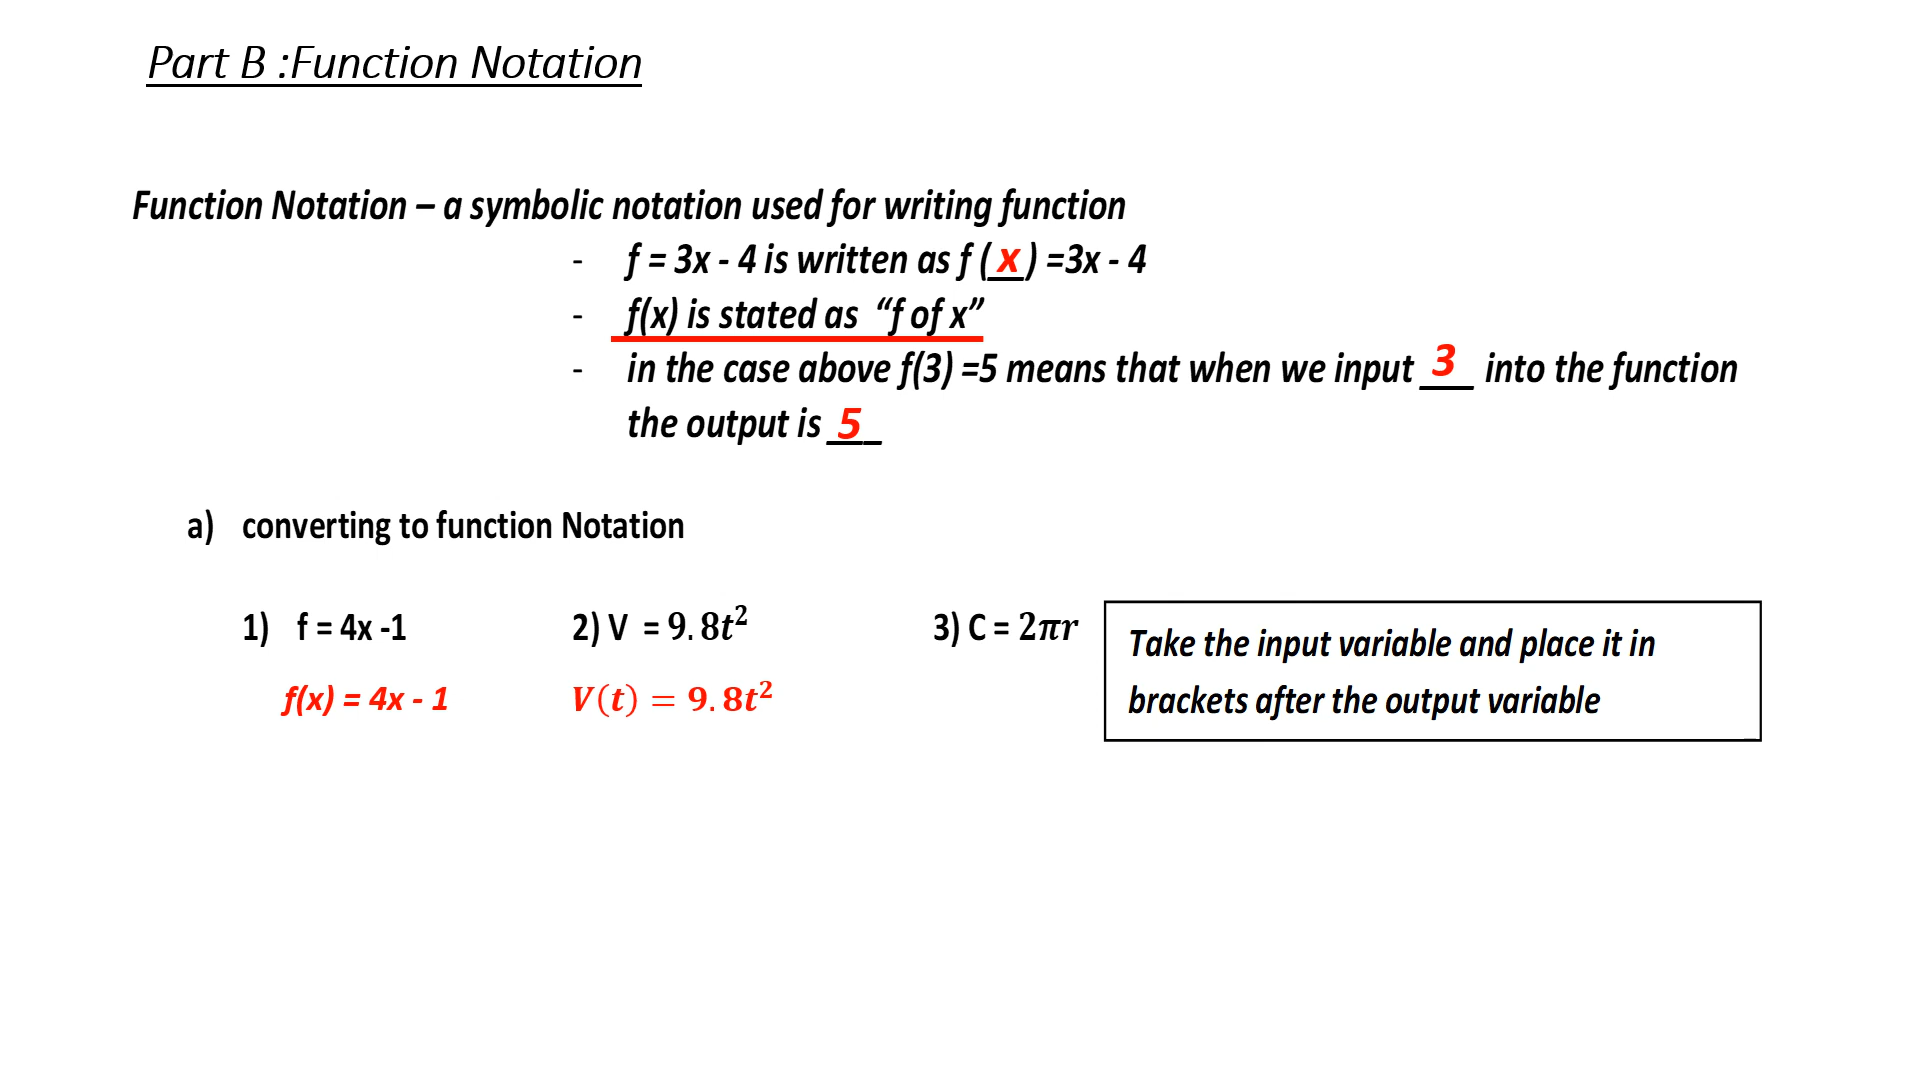 Part B :Function Notation
Function Notation – a symbolic notation used for writing function
- f = 3x - 4 is written as f (x) =3x - 4
- f(x) is stated as “f of x”
- in the case above f(3) =5 means that when we input 3 into the function
the output is 5
a) converting to function Notation
1) f = 4x -1 2) V = 9.8t² 3) C = 2πr
f(x) = 4x - 1 V(t) = 9.8t²
Take the input variable and place it in
brackets after the output variable